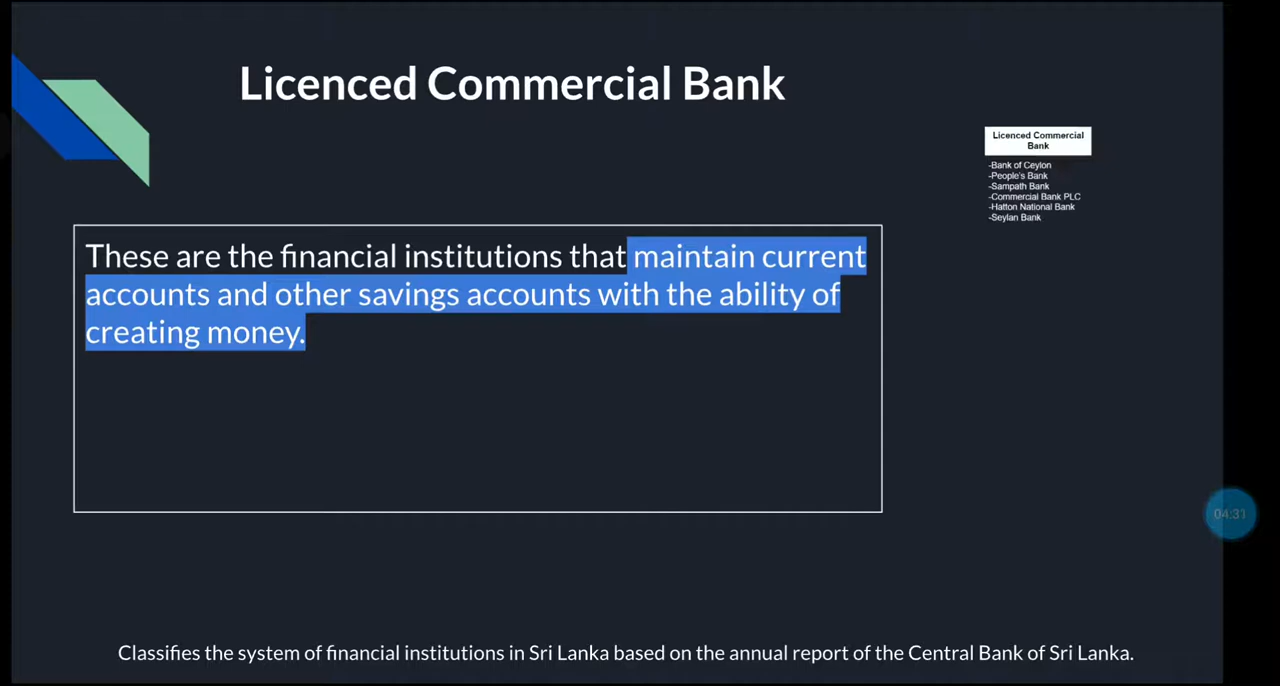 Licenced Commercial Bank
Licenced Commercial
Bank
-Bank of Ceylon
-People's Bank
-Sampath Bank
-Commercial Bank PLC
-Hatton National Bank
-Seylan Bank
These are the financial institutions that maintain current
accounts and other savings accounts with the ability of
creating money.
04:31
Classifies the system of financial institutions in Sri Lanka based on the annual report of the Central Bank of Sri Lanka.